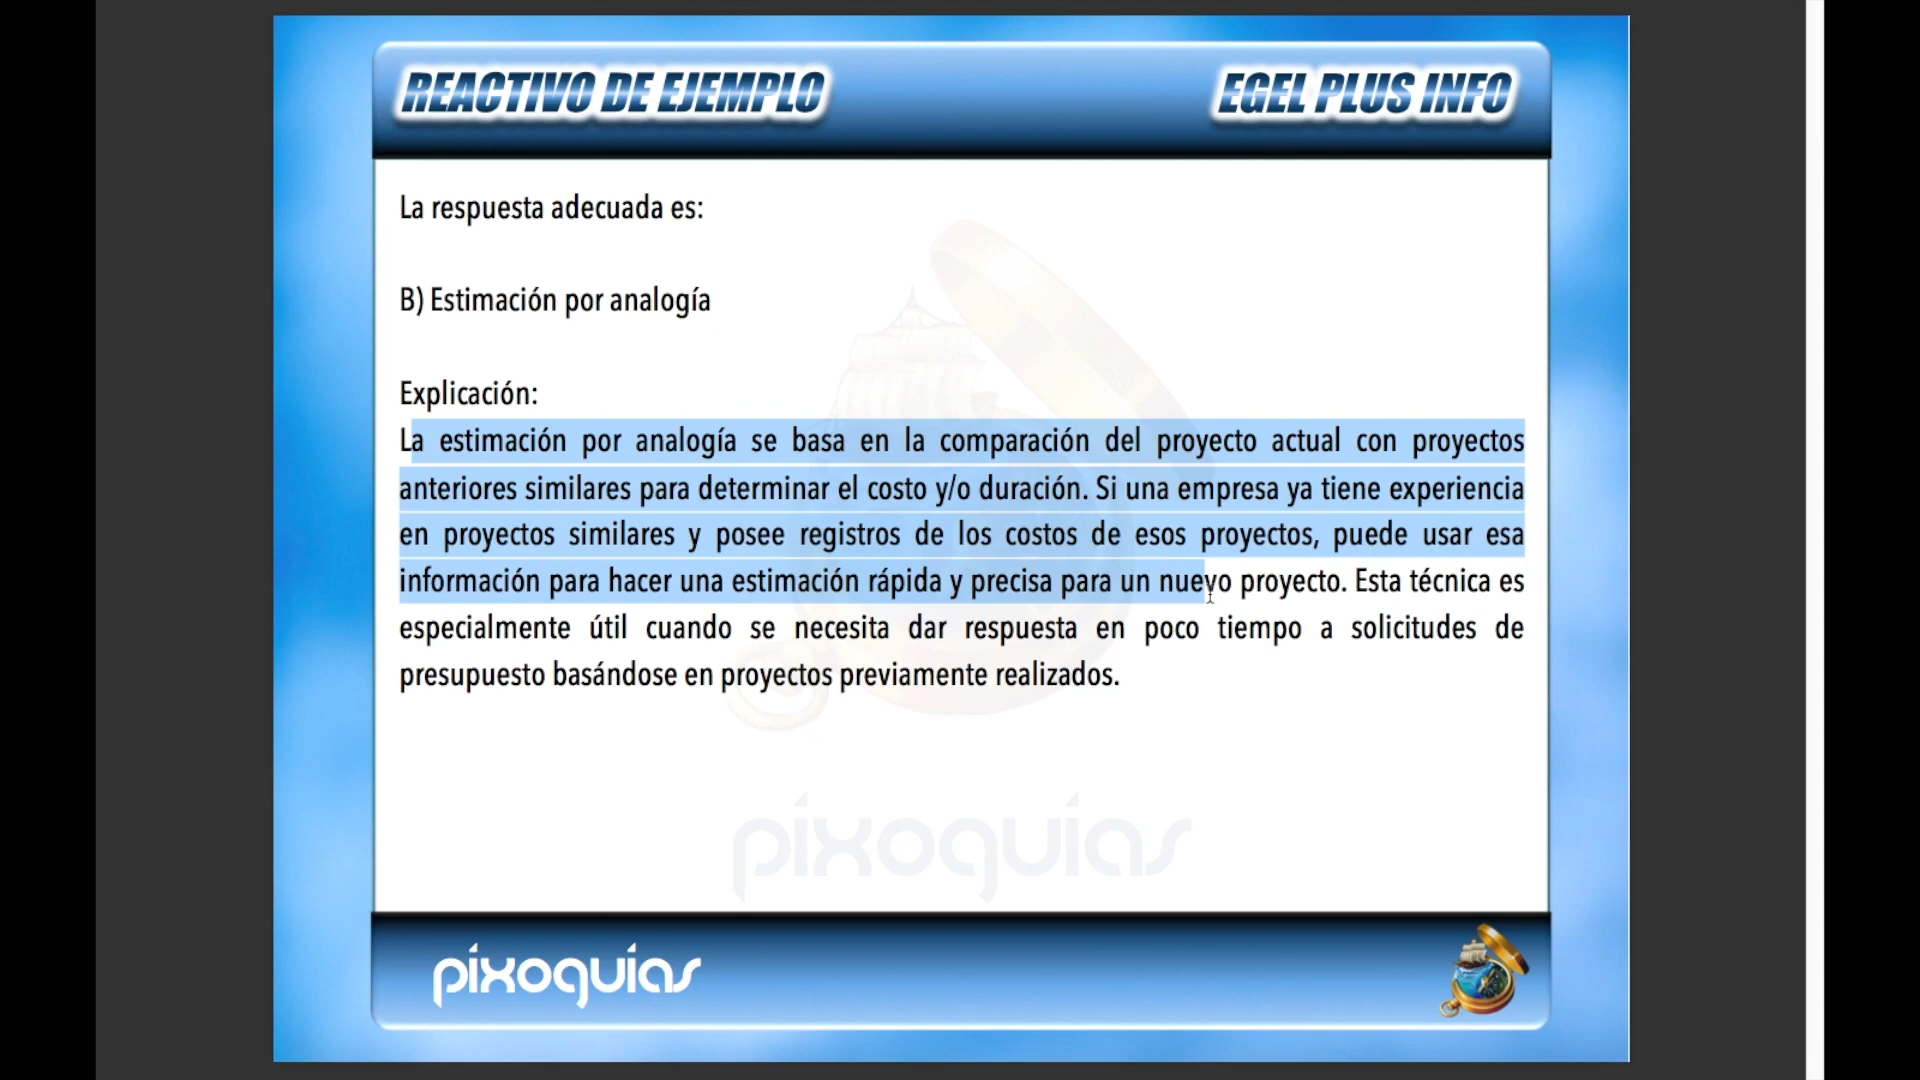 REACTIVO DE EJEMPLO
EGEL PLUS INFO
La respuesta adecuada es:
B) Estimación por analogía
Explicación:
La estimación por analogía se basa en la comparación del proyecto actual con proyectos
anteriores similares para determinar el costo y/o duración. Si una empresa ya tiene experiencia
en proyectos similares y posee registros de los costos de esos proyectos, puede usar esa
información para hacer una estimación rápida y precisa para un nuevo proyecto. Esta técnica es
especialmente útil cuando se necesita dar respuesta en poco tiempo a solicitudes de
presupuesto basándose en proyectos previamente realizados.
pixoguías
pixoguías